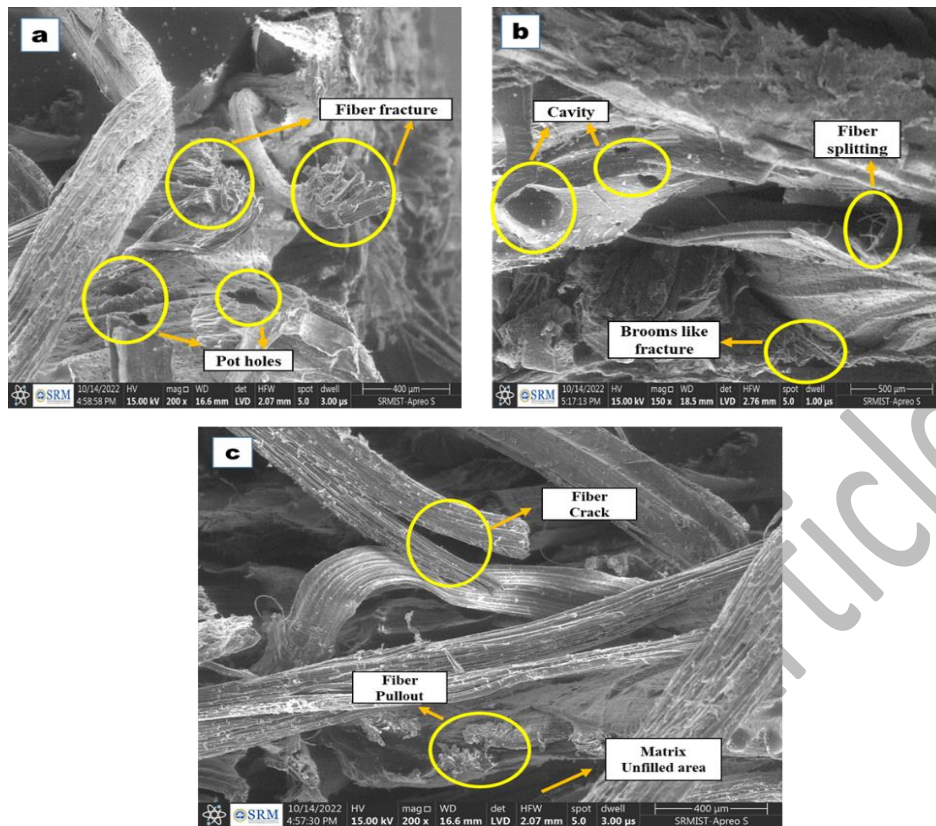 a
Fiber fracture
Pot holes
SRM
10/14/2022 HV mag WD det HFW spot dwell
4:58:58 PM 15.00 kV 200 x 16.6 mm LVD 2.07 mm 5.0 3.00 µs
400 µm
SRMIST-Apreo S
b
Cavity
Fiber
splitting
Brooms like
fracture
SRM
10/14/2022 HV mag WD det HFW spot dwell
5:17:13 PM 15.00 kV 150 x 18.5 mm LVD 2.76 mm 5.0 1.00 µs
500 µm
SRMIST-Apreo S
c
Fiber
Crack
Fiber
Pullout
Matrix
Unfilled area
SRM
10/14/2022 HV mag WD det HFW spot dwell
4:57:30 PM 15.00 kV 200 x 16.6 mm LVD 2.07 mm 5.0 3.00 µs
400 µm
SRMIST-Apreo S